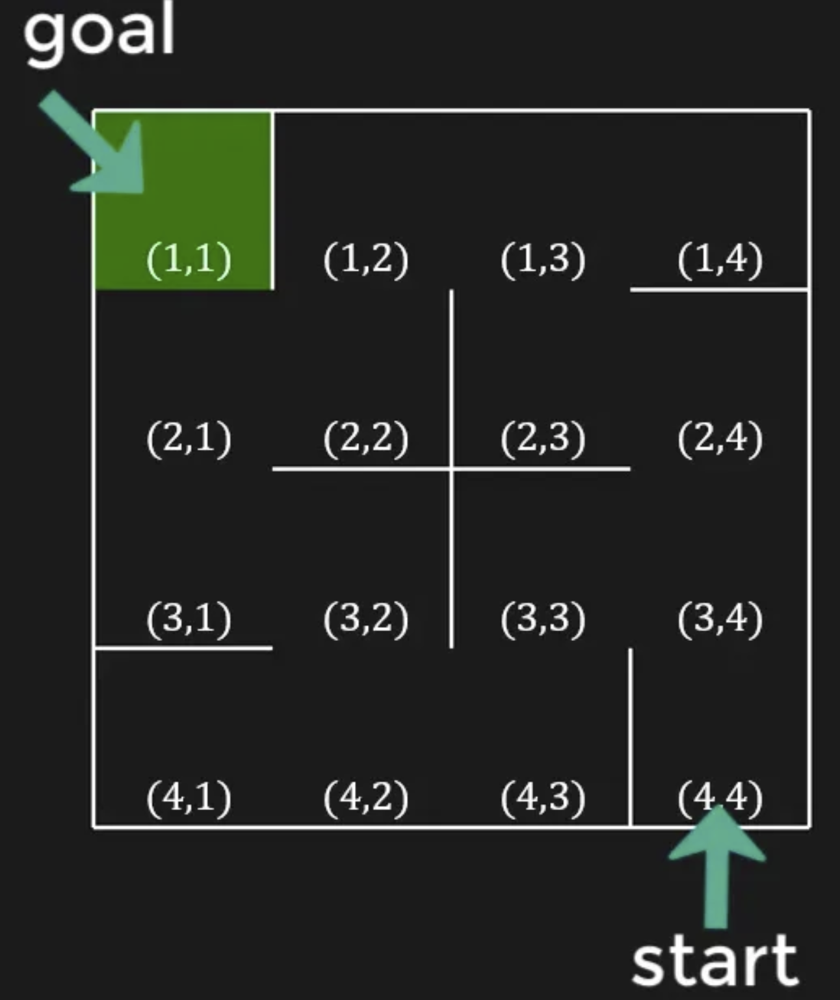 goal
(1,1) (1,2) (1,3) (1,4)
(2,1) (2,2) (2,3) (2,4)
(3,1) (3,2) (3,3) (3,4)
(4,1) (4,2) (4,3) (4,4)
start